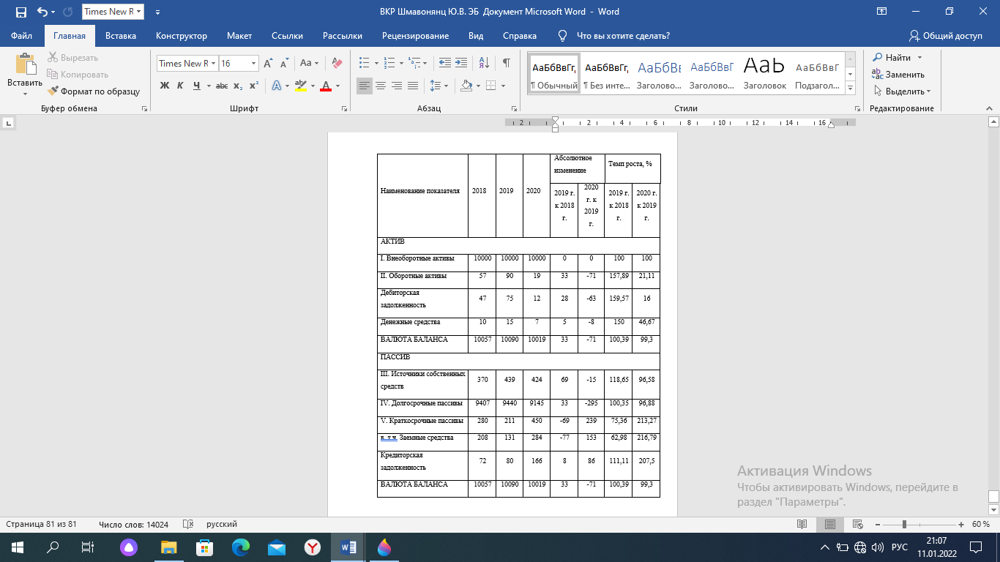 ВКР Шмавонянц Ю.В. ЭБ Документ Microsoft Word - Word
Times New R
Файл Главная Вставка Конструктор Макет Ссылки Рассылки Рецензирование Вид Справка Что вы хотите сделать? Общий доступ
Вставить
Вырезать
Копировать
Формат по образцу
Буфер обмена
Times New R 16
Ж К Ч abc x₂ x²
Шрифт
Абзац
АаБбВвГг, АаБбВвГг, АаБбВв АаБбВвГ АаЬ АаБбВвГ
¶ Обычный ¶ Без инте... Заголово... Заголово... Заголовок Подзагол...
Стили
Найти
Заменить
Выделить
Редактирование
2 2 4 6 8 10 12 14 16
Наименование показателя 2018 2019 2020 Абсолютное изменение Темп роста, %
2019 г. к 2018 г. 2020 г. к 2019 г. 2019 г. к 2018 г. 2020 г. к 2019 г.
АКТИВ
I. Внеоборотные активы 10000 10000 10000 0 0 100 100
II. Оборотные активы 57 90 19 33 -71 157,89 21,11
Дебиторская задолженность 47 75 12 28 -63 159,57 16
Денежные средства 10 15 7 5 -8 150 46,67
ВАЛЮТА БАЛАНСА 10057 10090 10019 33 -71 100,39 99,3
ПАССИВ
III. Источники собственных средств 370 439 424 69 -15 118,65 96,58
IV. Долгосрочные пассивы 9407 9440 9145 33 -295 100,35 96,88
V. Краткосрочные пассивы 280 211 450 -69 239 75,36 213,27
в т.ч. Заемные средства 208 131 284 -77 153 62,98 216,79
Кредиторская задолженность 72 80 166 8 86 111,11 207,5
ВАЛЮТА БАЛАНСА 10057 10090 10019 33 -71 100,39 99,3
Активация Windows
Чтобы активировать Windows, перейдите в
раздел "Параметры".
Страница 81 из 81 Число слов: 14024 русский 60 %
РУС
21:07
11.01.2022